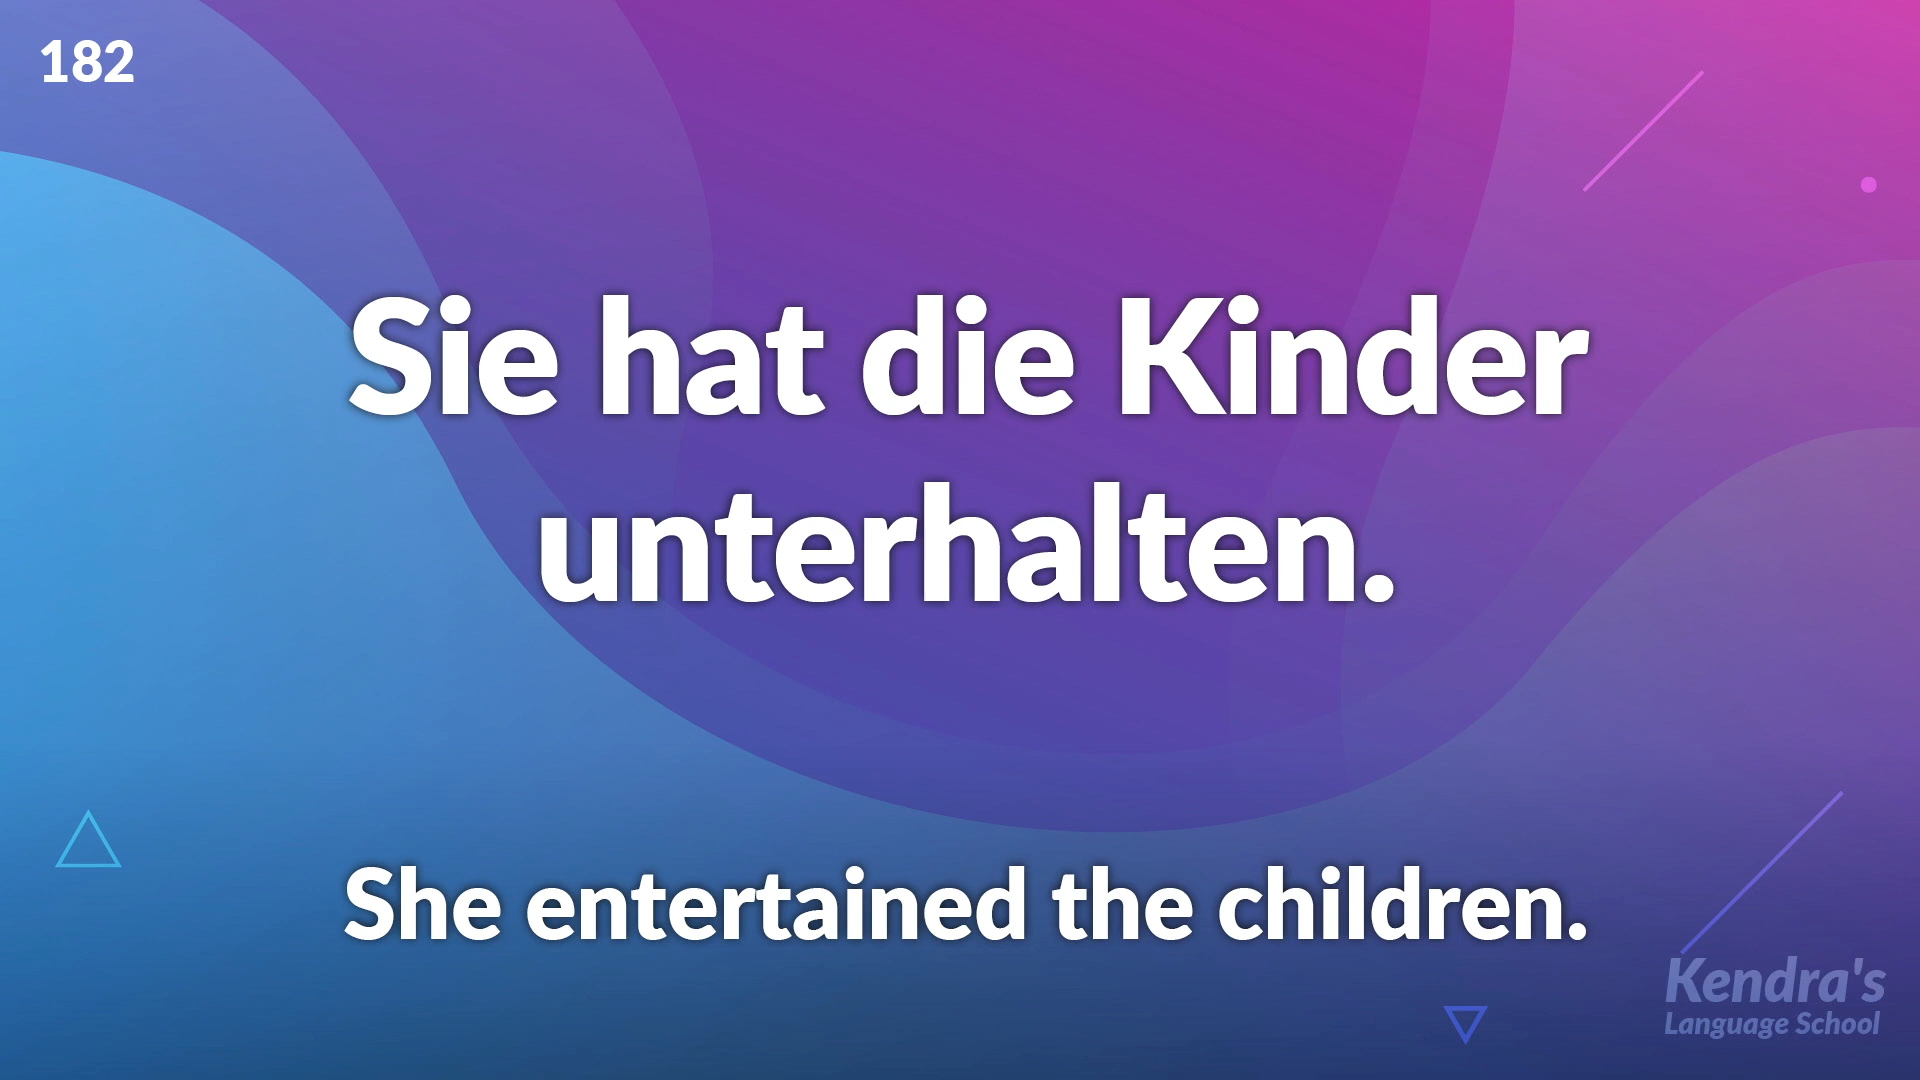 182
Sie hat die Kinder
unterhalten.
She entertained the children.
Kendra's
Language School